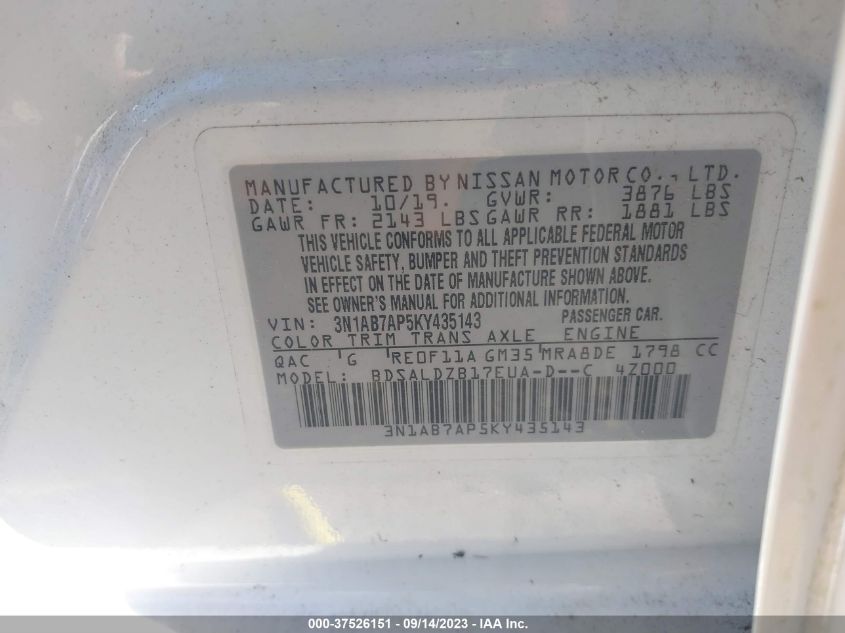 MANUFACTURED BY NISSAN MOTOR CO., LTD.
DATE: 10/19. GVWR: 3876 LBS
GAWR FR: 2143 LBS GAWR RR: 1881 LBS
THIS VEHICLE CONFORMS TO ALL APPLICABLE FEDERAL MOTOR
VEHICLE SAFETY, BUMPER AND THEFT PREVENTION STANDARDS
IN EFFECT ON THE DATE OF MANUFACTURE SHOWN ABOVE.
SEE OWNER'S MANUAL FOR ADDITIONAL INFORMATION.
VIN: 3N1AB7AP5KY435143 PASSENGER CAR.
COLOR TRIM TRANS AXLE ENGINE
QAC G RE0F11A GM35 MRA8DE 1798 CC
MODEL: BDSALDZB17EUA-D--C 4Z000
3N1AB7AP5KY435143
000-37526151 - 09/14/2023 - IAA Inc.